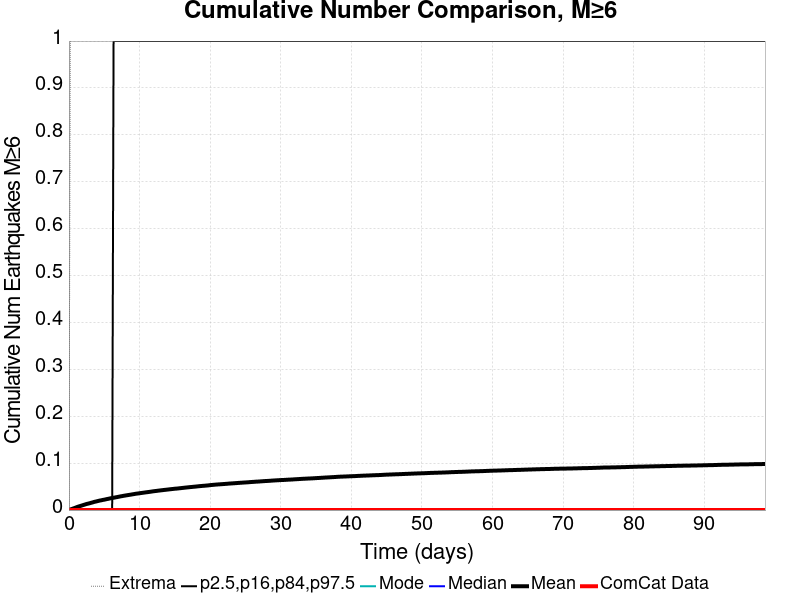 Cumulative Number Comparison, M≥6
Cumulative Num Earthquakes M≥6
1
0.9
0.8
0.7
0.6
0.5
0.4
0.3
0.2
0.1
0
0 10 20 30 40 50 60 70 80 90
Time (days)
Extrema p2.5,p16,p84,p97.5 Mode Median Mean ComCat Data